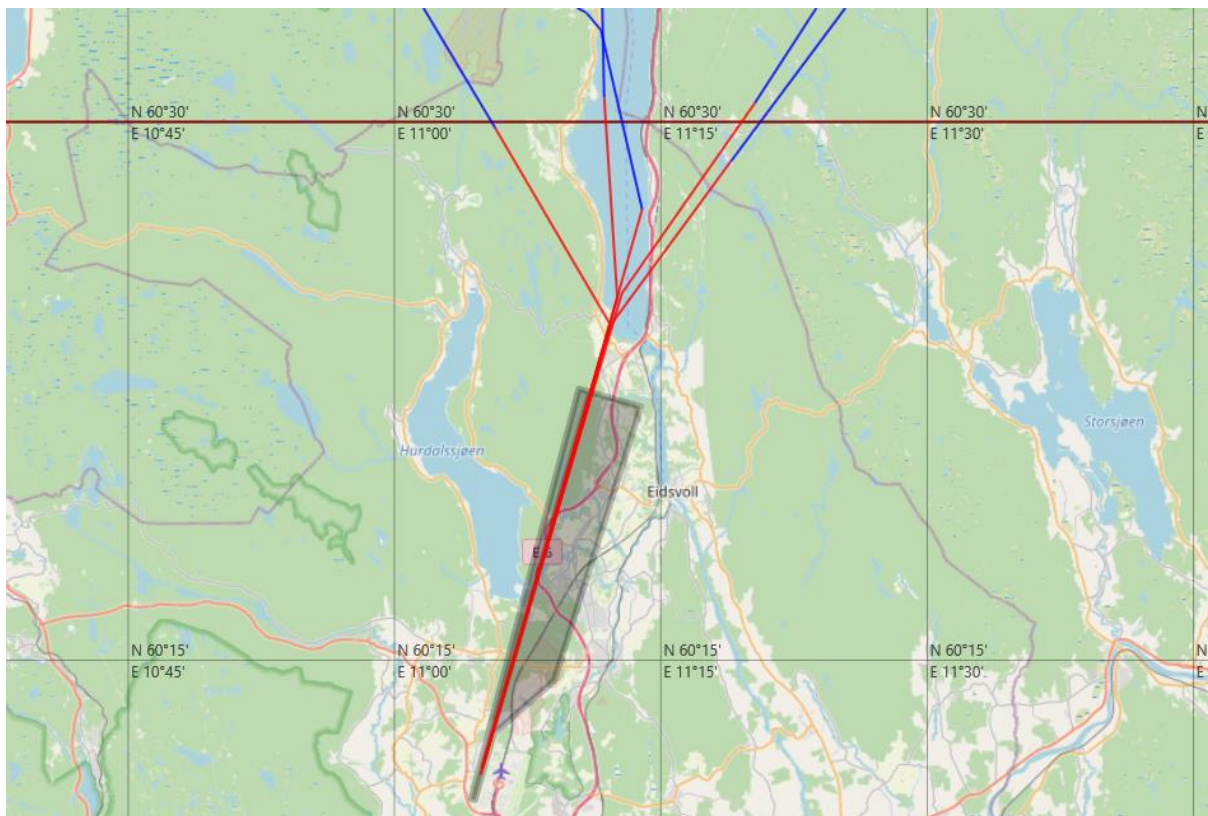 N 60°30'
E 10°45'
N 60°30'
E 11°00'
N 60°30'
E 11°15'
N 60°30'
E 11°30'
N
E
Hurdalssjøen
Storsjøen
Eidsvoll
E 6
N 60°15'
E 10°45'
N 60°15'
E 11°00'
N 60°15'
E 11°15'
N 60°15'
E 11°30'
N
E